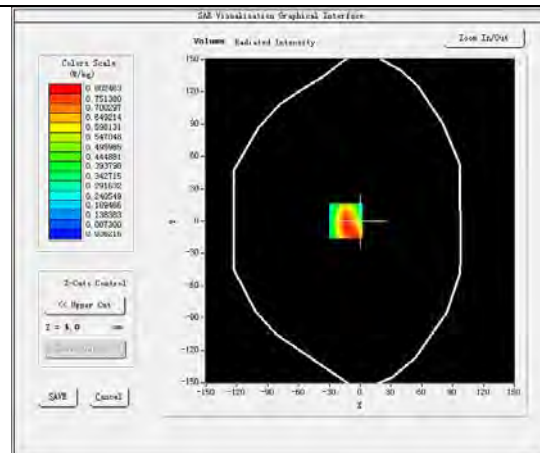 SAR Visualisation Graphical Interface
Volume Radiated Intensity
Zoom In/Out
Colors Scale
(W/kg)
0.802463
0.751380
0.700297
0.649214
0.598131
0.547048
0.495965
0.444881
0.393798
0.342715
0.291632
0.240549
0.189466
0.138383
0.087300
0.036216
150
120
90
60
30
0
-30
-60
-90
-120
-150
Y
-150 -120 -90 -60 -30 0 30 60 90 120 150
X
Z-Cuts Control
<< Upper Cut
Z = 4.0 mm
SAVE Cancel